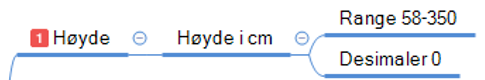 1 Høyde
Høyde i cm
Range 58-350
Desimaler 0